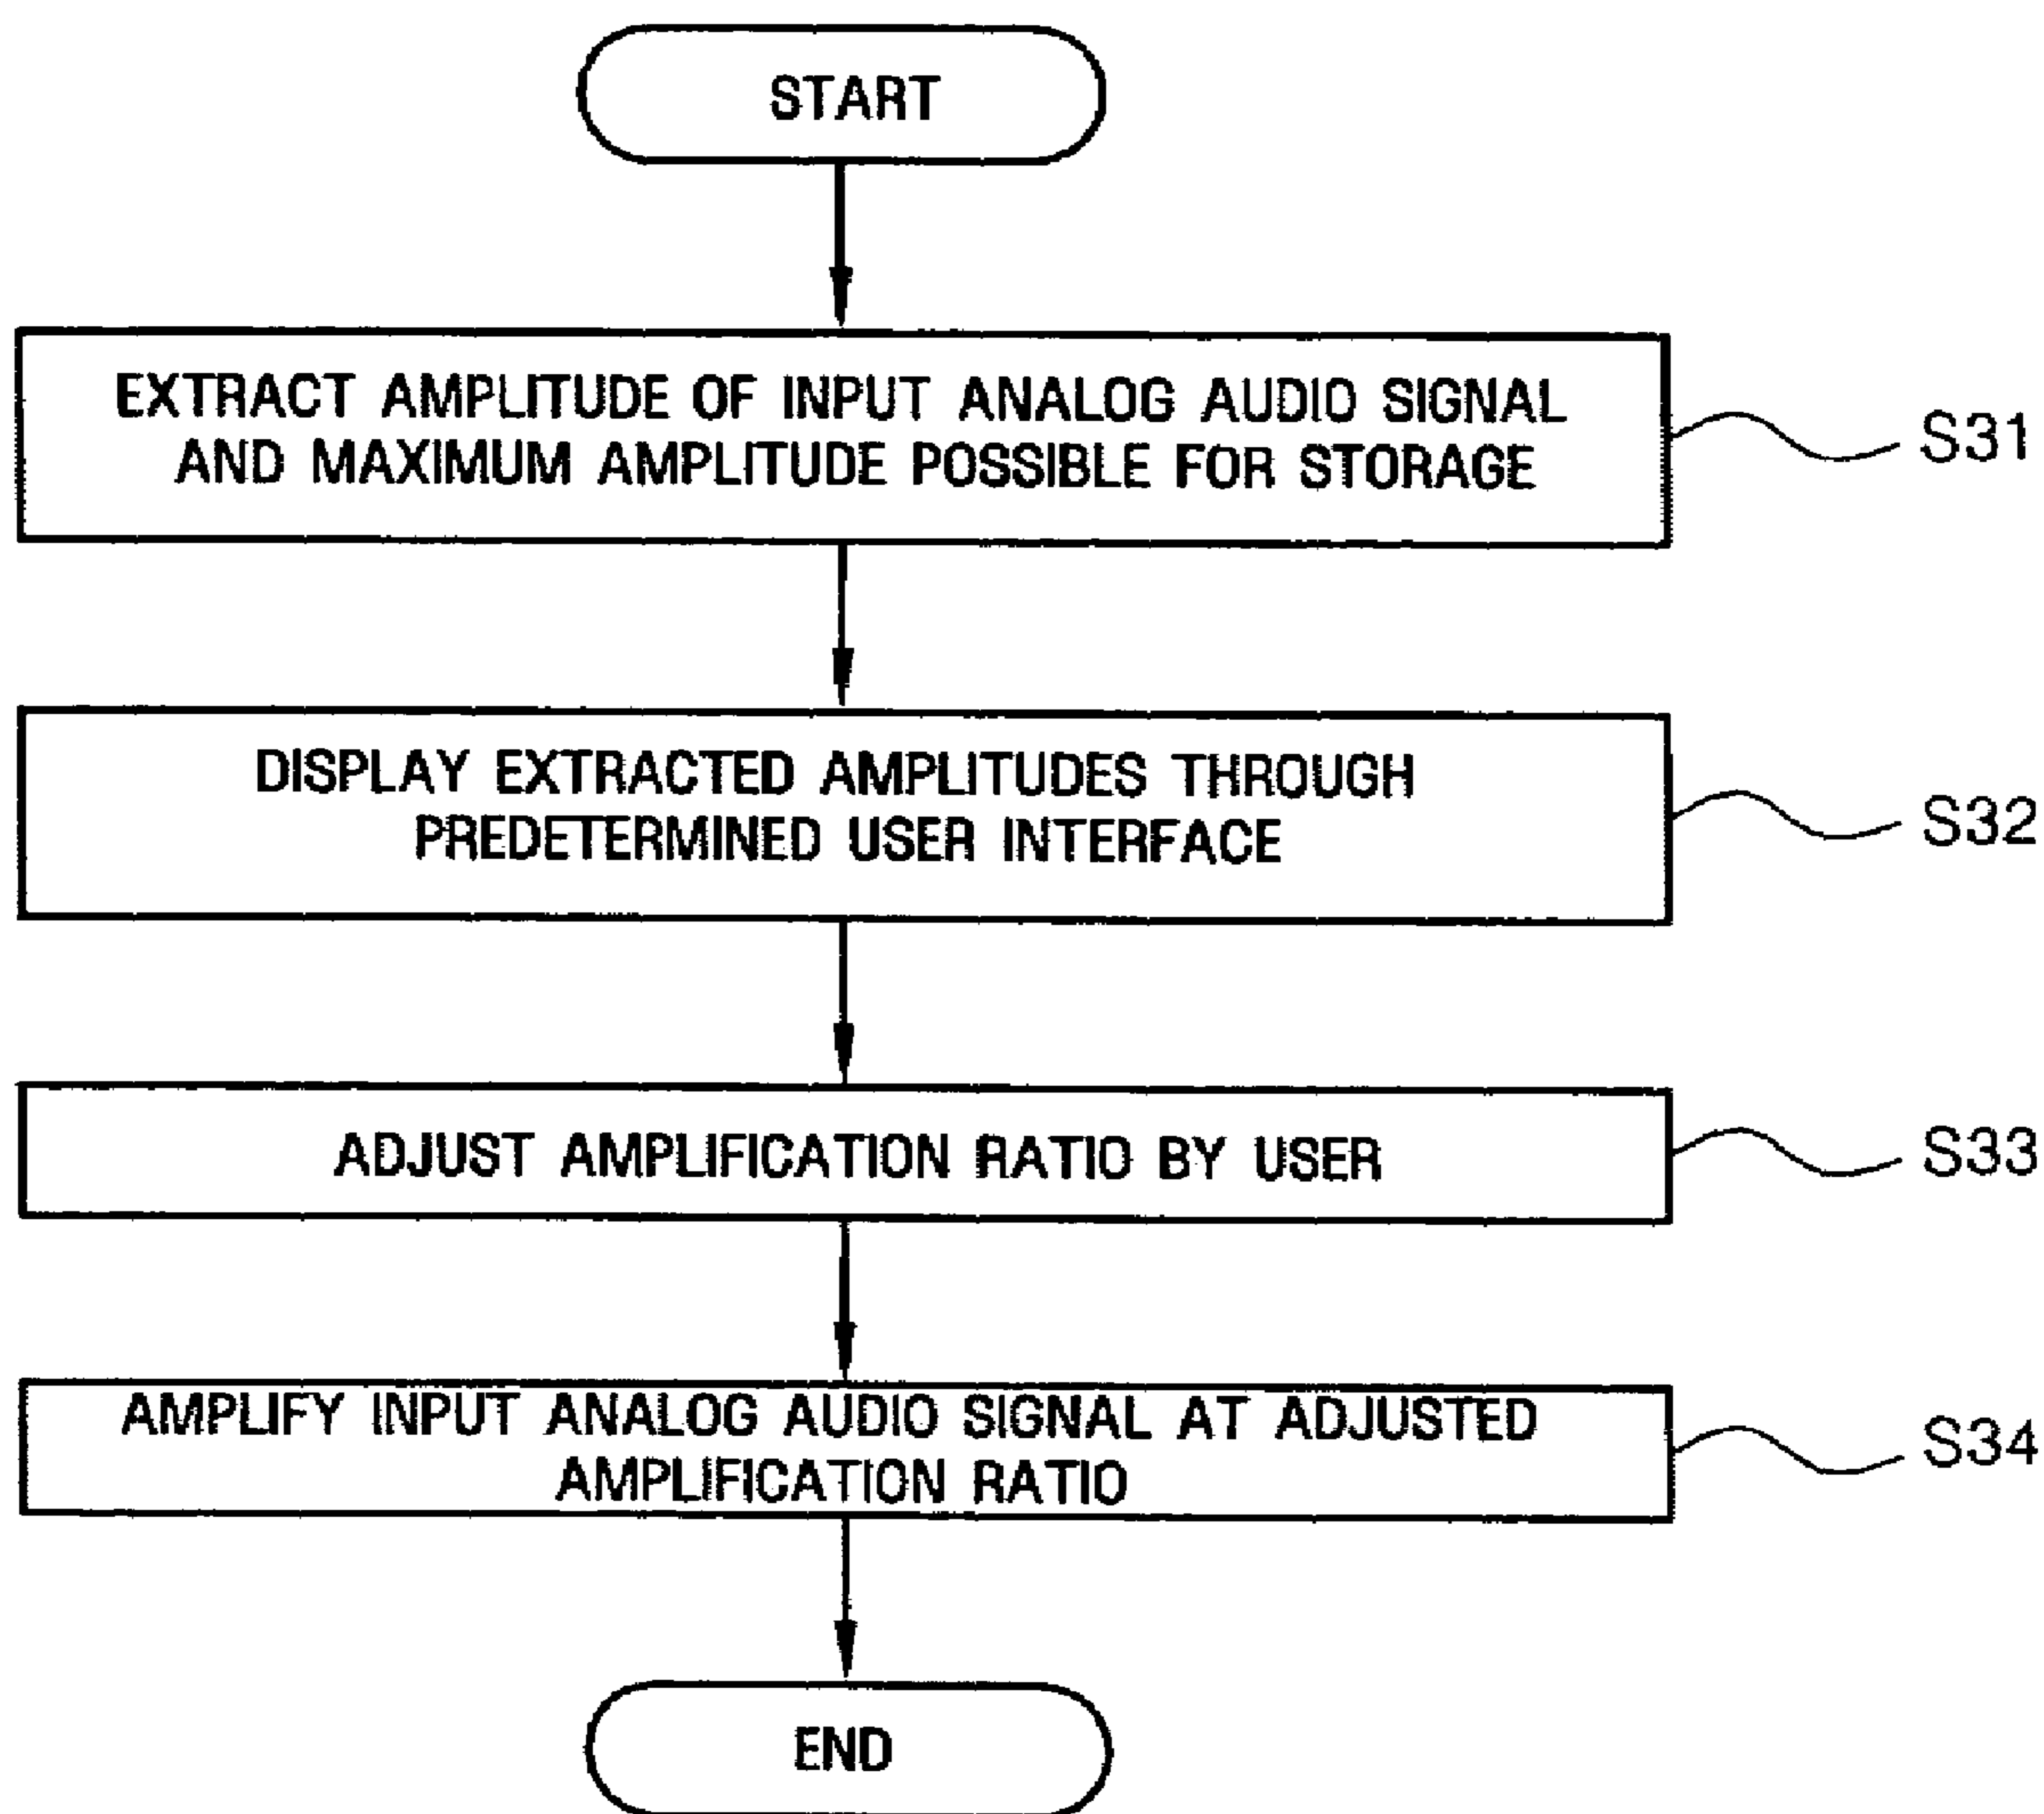 START
EXTRACT AMPLITUDE OF INPUT ANALOG AUDIO SIGNAL
AND MAXIMUM AMPLITUDE POSSIBLE FOR STORAGE
S31
DISPLAY EXTRACTED AMPLITUDES THROUGH
PREDETERMINED USER INTERFACE
S32
ADJUST AMPLIFICATION RATIO BY USER
S33
AMPLIFY INPUT ANALOG AUDIO SIGNAL AT ADJUSTED
AMPLIFICATION RATIO
S34
END